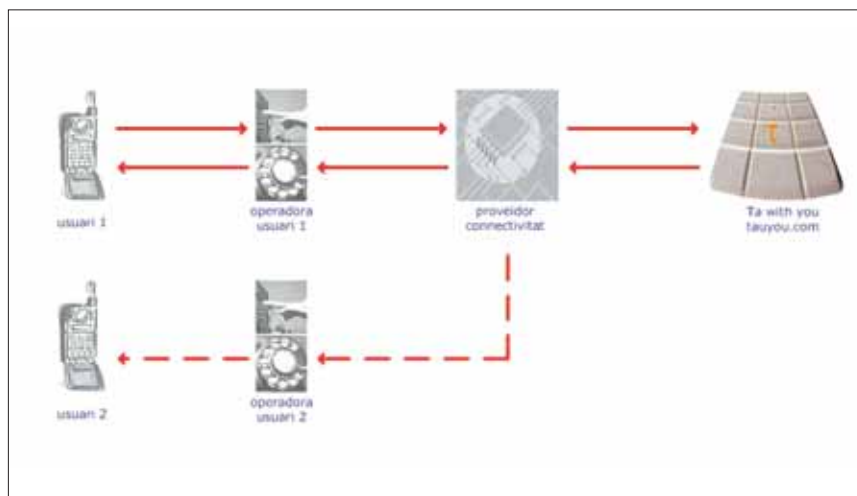 τ
usuari 1
operadora
usuari 1
proveidor
connectivitat
Ta with you
tauyou.com
usuari 2
operadora
usuari 2